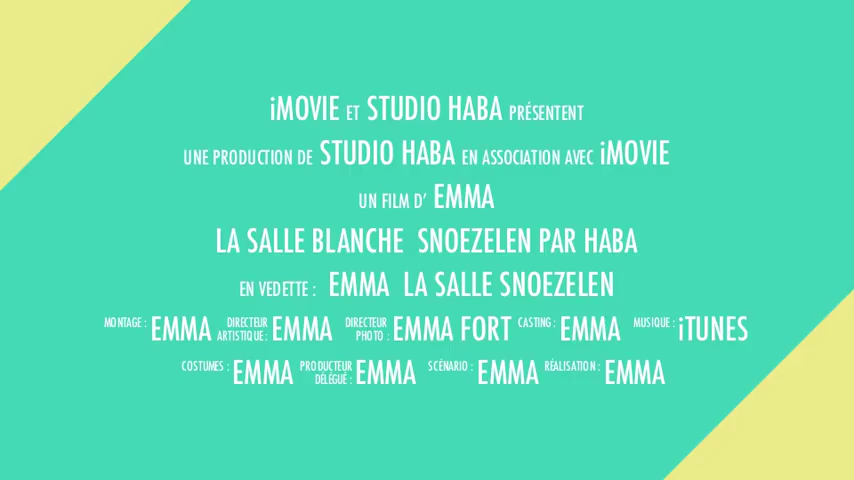 iMOVIE ET STUDIO HABA PRÉSENTENT
UNE PRODUCTION DE STUDIO HABA EN ASSOCIATION AVEC iMOVIE
UN FILM D’ EMMA
LA SALLE BLANCHE SNOEZELEN PAR HABA
EN VEDETTE : EMMA LA SALLE SNOEZELEN
MONTAGE : EMMA DIRECTEUR ARTISTIQUE : EMMA DIRECTEUR PHOTO : EMMA FORT CASTING : EMMA MUSIQUE : iTUNES
COSTUMES : EMMA PRODUCTEUR DÉLÉGUÉ : EMMA SCÉNARIO : EMMA RÉALISATION : EMMA